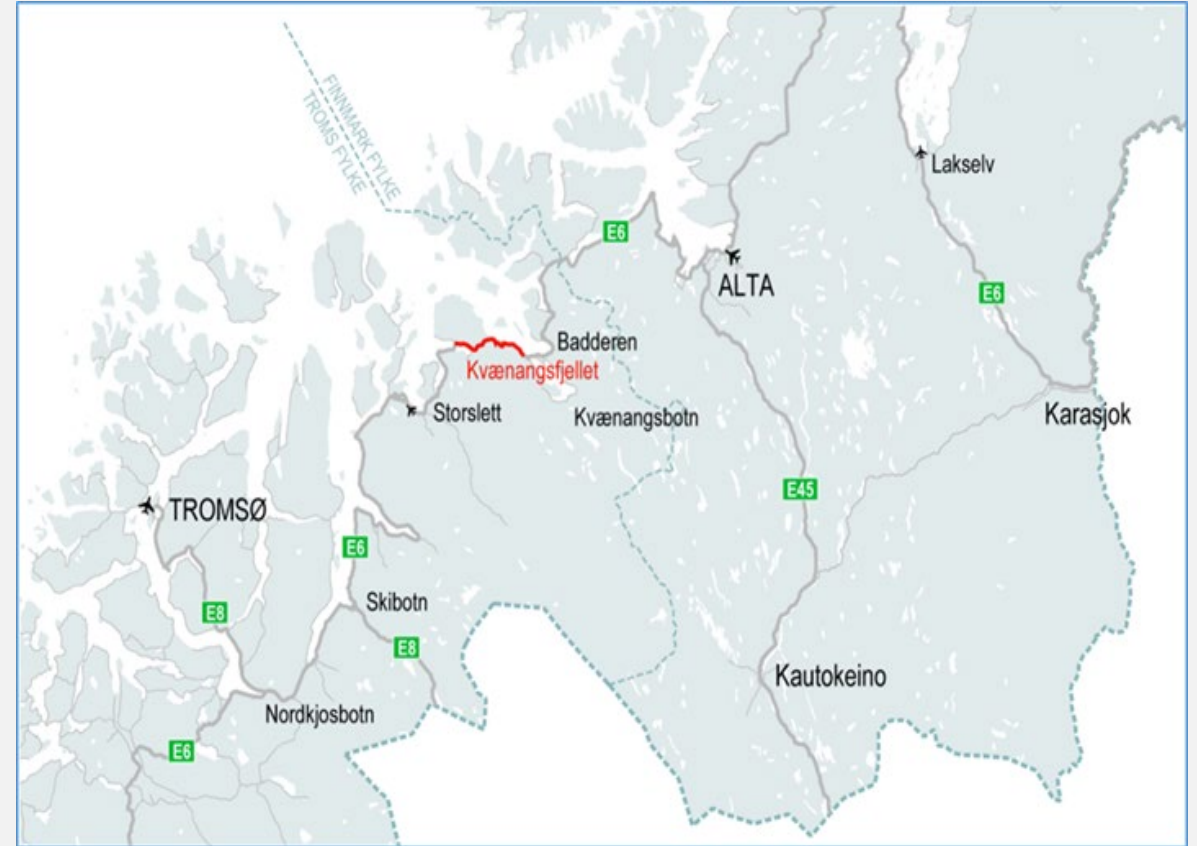 FINNMARK FYLKE
TROMS FYLKE
Lakselv
E6
ALTA
E6
Badderen
Kvænangsfjellet
Storslett
Kvænangsbotn
Karasjok
E45
TROMSØ
E6
Skibotn
E8
E8
Kautokeino
Nordkjosbotn
E6